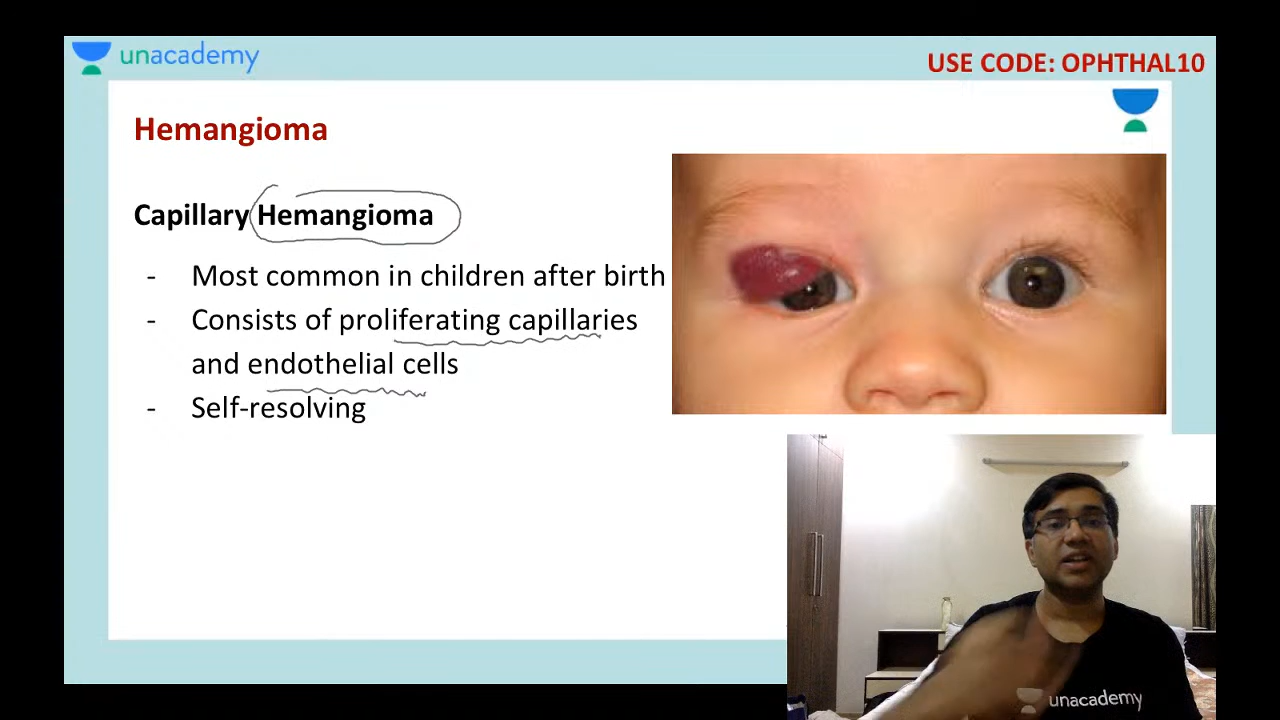 unacademy
USE CODE: OPHTHAL10
Hemangioma
Capillary Hemangioma
- Most common in children after birth
- Consists of proliferating capillaries
and endothelial cells
- Self-resolving
unacademy